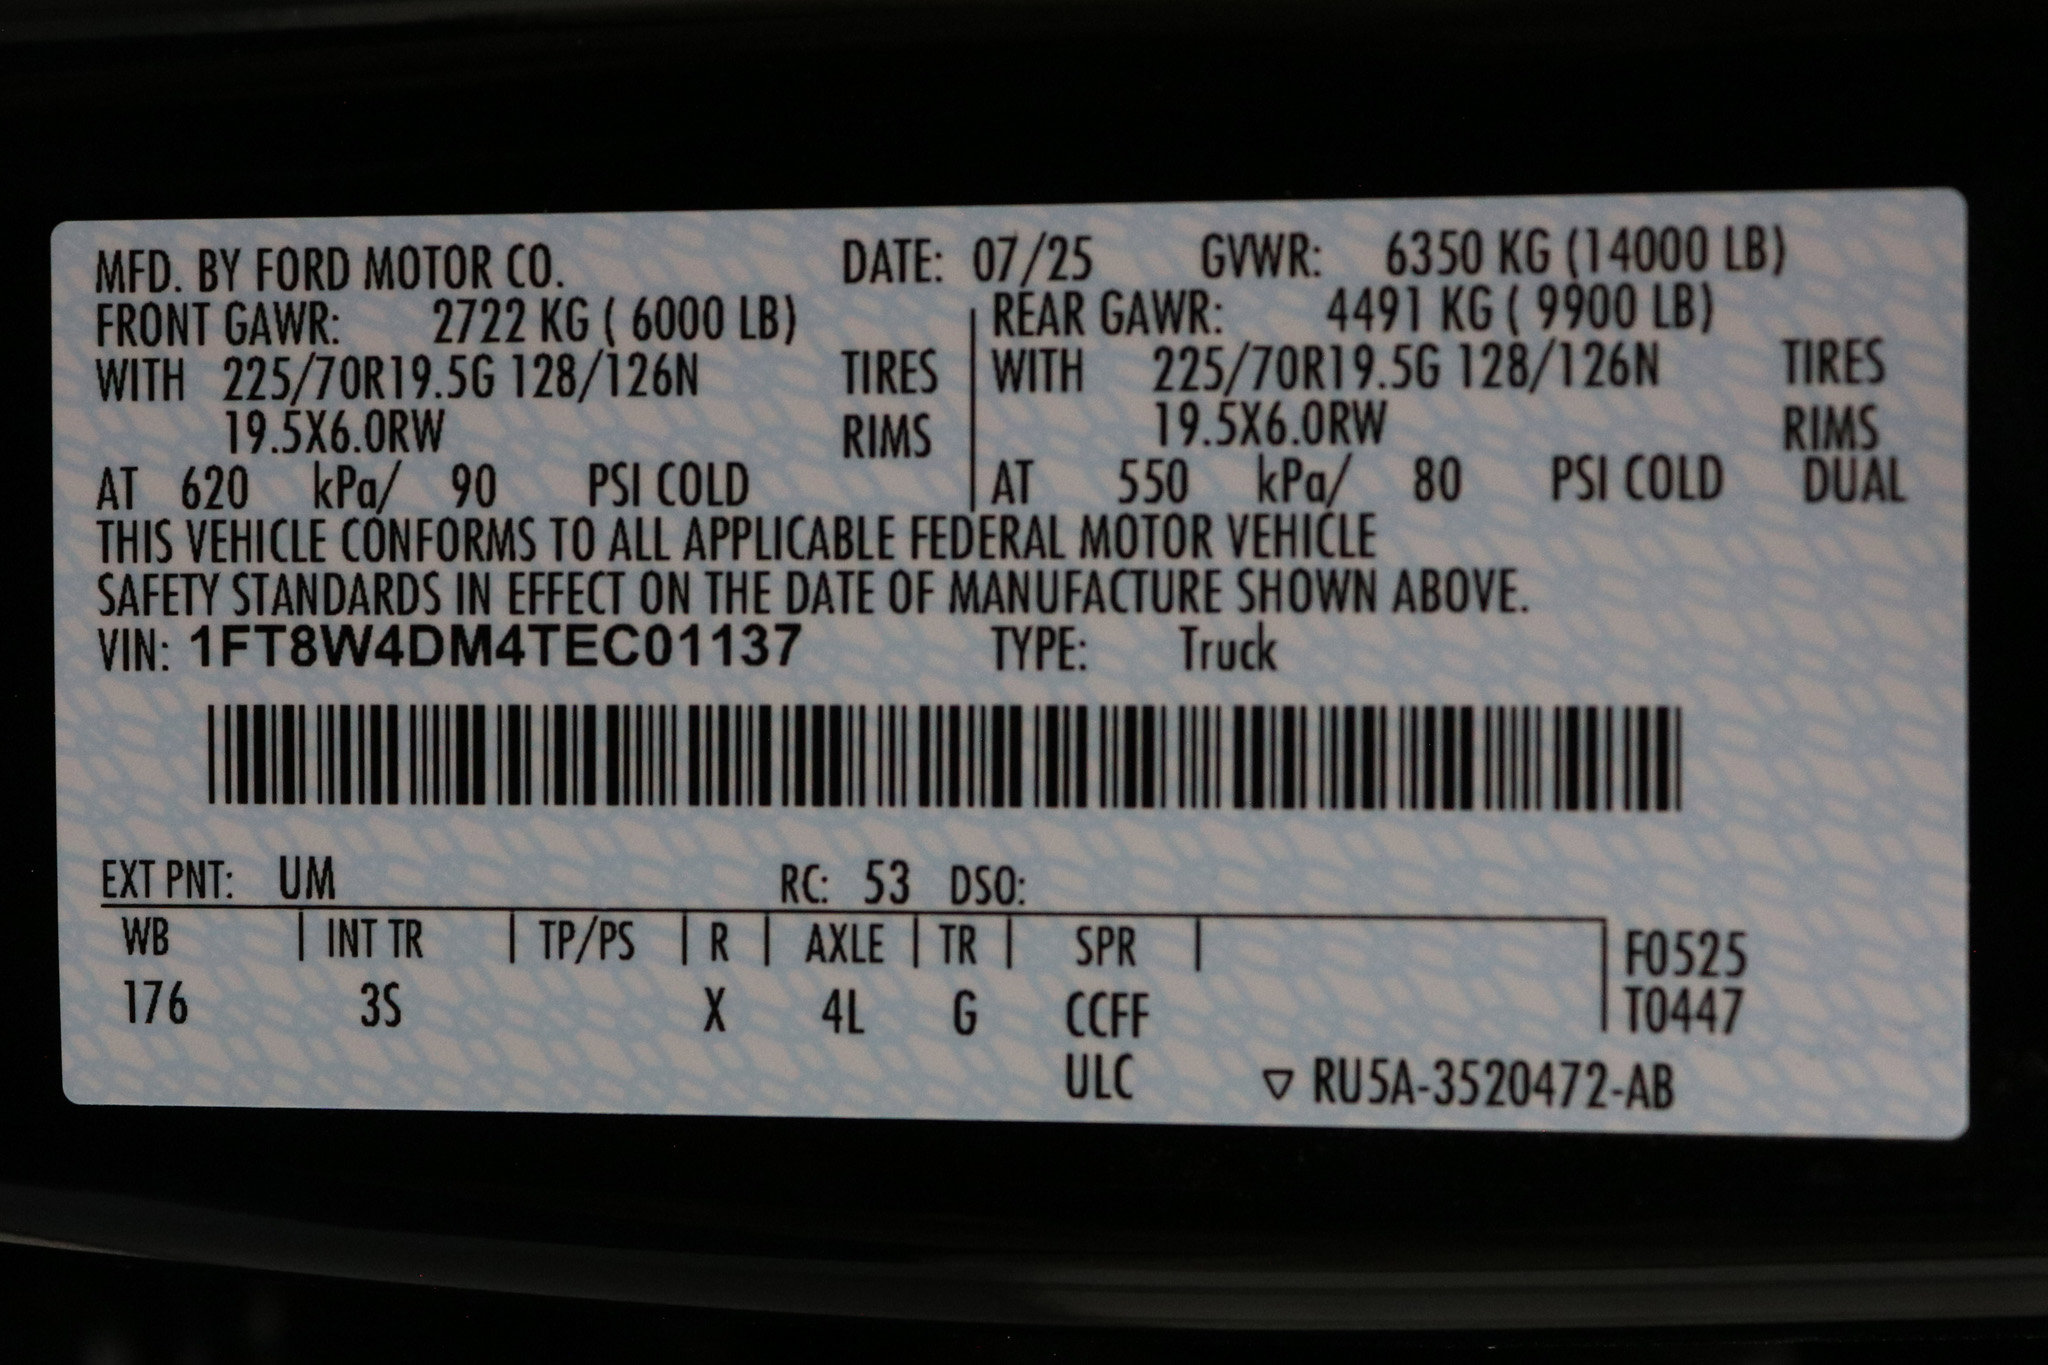 MFD. BY FORD MOTOR CO. DATE: 07/25 GVWR: 6350 KG (14000 LB)
FRONT GAWR: 2722 KG ( 6000 LB) REAR GAWR: 4491 KG ( 9900 LB)
WITH 225/70R19.5G 128/126N TIRES WITH 225/70R19.5G 128/126N TIRES
19.5X6.0RW RIMS 19.5X6.0RW RIMS
AT 620 kPa/ 90 PSI COLD AT 550 kPa/ 80 PSI COLD DUAL
THIS VEHICLE CONFORMS TO ALL APPLICABLE FEDERAL MOTOR VEHICLE
SAFETY STANDARDS IN EFFECT ON THE DATE OF MANUFACTURE SHOWN ABOVE.
VIN: 1FT8W4DM4TEC01137 TYPE: Truck
EXT PNT: UM RC: 53 DSO:
WB INT TR TP/PS R AXLE TR SPR F0525
176 3S X 4L G CCFF T0447
ULC ▽ RU5A-3520472-AB